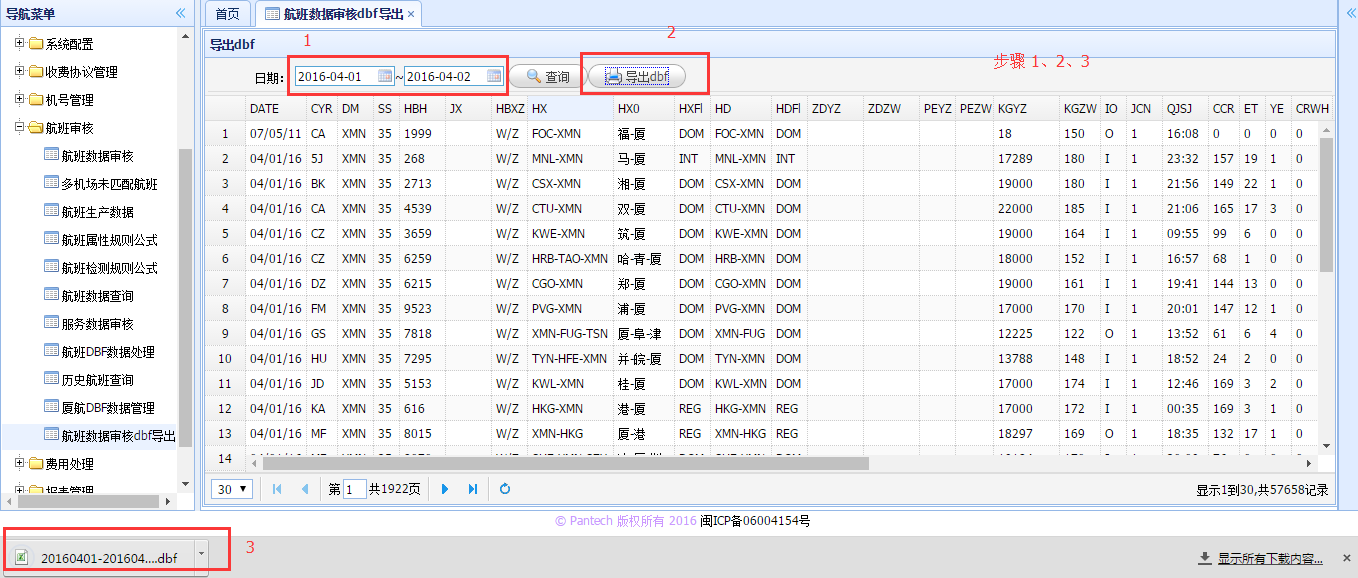 导航菜单
系统配置
收费协议管理
机号管理
航班审核
航班数据审核
多机场未匹配航班
航班生产数据
航班属性规则公式
航班检测规则公式
航班数据查询
服务数据审核
航班DBF数据处理
历史航班查询
厦航DBF数据管理
航班数据审核dbf导出
费用处理
报表管理
首页 航班数据审核dbf导出 ×
导出dbf
1 2
步骤 1、2、3
日期: 2016-04-01 ~ 2016-04-02 查询 导出dbf
DATE CYR DM SS HBH JX HBXZ HX HX0 HXFl HD HDFl ZDYZ ZDZW PEYZ PEZW KGYZ KGZW IO JCN QJSJ CCR ET YE CRWH
1 07/05/11 CA XMN 35 1999 W/Z FOC-XMN 福-厦 DOM FOC-XMN DOM 18 150 O 1 16:08 0 0 0 0
2 04/01/16 5J XMN 35 268 W/Z MNL-XMN 马-厦 INT MNL-XMN INT 17289 180 I 1 23:32 157 19 1 0
3 04/01/16 BK XMN 35 2713 W/Z CSX-XMN 湘-厦 DOM CSX-XMN DOM 19000 180 I 1 21:56 149 22 1 0
4 04/01/16 CA XMN 35 4539 W/Z CTU-XMN 双-厦 DOM CTU-XMN DOM 22000 185 I 1 21:06 165 17 3 0
5 04/01/16 CZ XMN 35 3659 W/Z KWE-XMN 筑-厦 DOM KWE-XMN DOM 19000 164 I 1 09:55 99 6 0 0
6 04/01/16 CZ XMN 35 6259 W/Z HRB-TAO-XMN 哈-青-厦 DOM HRB-XMN DOM 18000 152 I 1 16:57 68 1 0 0
7 04/01/16 DZ XMN 35 6215 W/Z CGO-XMN 郑-厦 DOM CGO-XMN DOM 19000 161 I 1 19:41 144 13 0 0
8 04/01/16 FM XMN 35 9523 W/Z PVG-XMN 浦-厦 DOM PVG-XMN DOM 17000 170 I 1 20:01 147 12 1 0
9 04/01/16 GS XMN 35 7818 W/Z XMN-FUG-TSN 厦-阜-津 DOM XMN-FUG DOM 12225 122 O 1 13:52 61 6 4 0
10 04/01/16 HU XMN 35 7295 W/Z TYN-HFE-XMN 并-皖-厦 DOM TYN-XMN DOM 13788 148 I 1 18:52 24 2 0 0
11 04/01/16 JD XMN 35 5153 W/Z KWL-XMN 桂-厦 DOM KWL-XMN DOM 17000 174 I 1 12:46 169 3 2 0
12 04/01/16 KA XMN 35 616 W/Z HKG-XMN 港-厦 REG HKG-XMN REG 17000 172 I 1 00:35 169 3 1 0
13 04/01/16 MF XMN 35 8015 W/Z XMN-HKG 厦-港 REG XMN-HKG REG 18297 169 O 1 18:35 132 17 1 0
14
30 第 1 共1922页 显示1到30,共57658记录
© Pantech 版权所有 2016 闽ICP备06004154号
20160401-201604....dbf 3 显示所有下载内容... ×